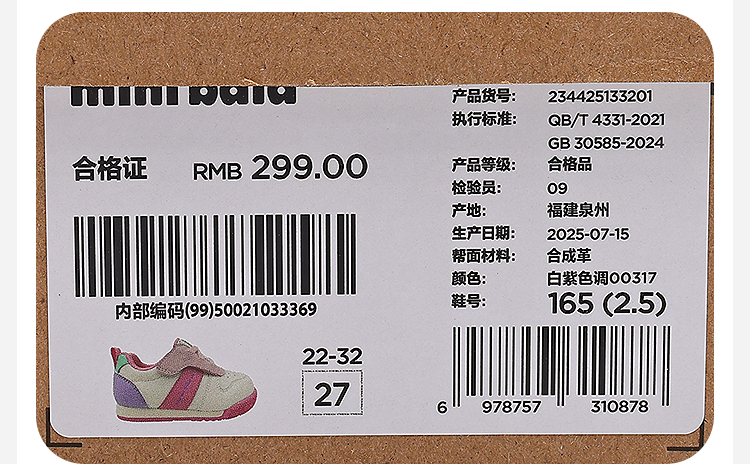 mini bala
合格证 RMB 299.00
内部编码(99)50021033369
22-32
27
产品货号: 234425133201
执行标准: QB/T 4331-2021
GB 30585-2024
产品等级: 合格品
检验员: 09
产地: 福建泉州
生产日期: 2025-07-15
帮面材料: 合成革
颜色: 白紫色调00317
鞋号: 165 (2.5)
6 978757 310878